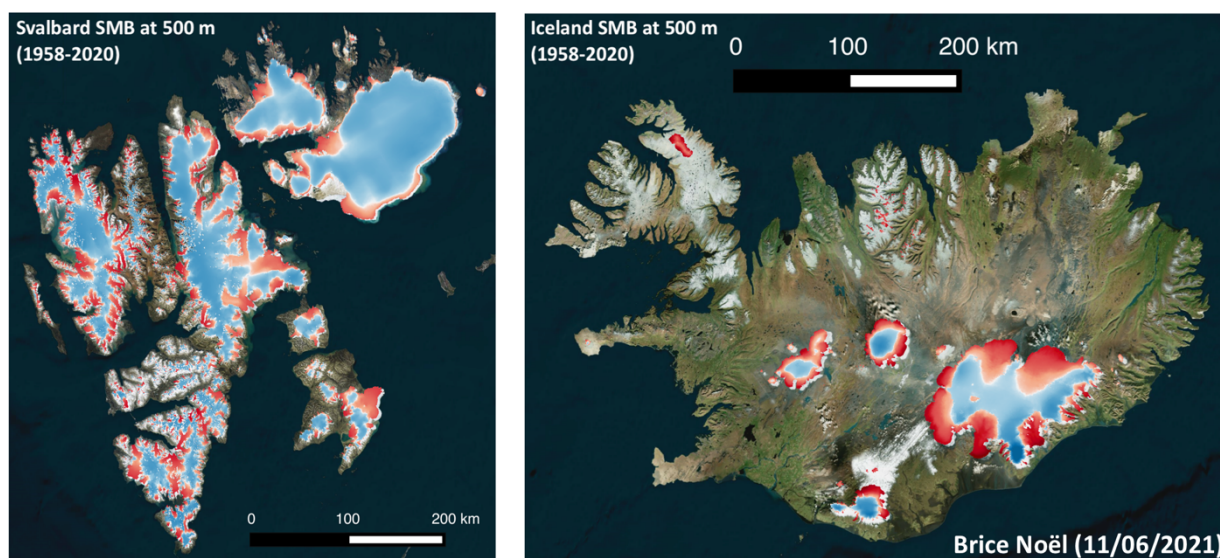 Svalbard SMB at 500 m
(1958-2020)
0 100 200 km
Iceland SMB at 500 m
(1958-2020)
0 100 200 km
Brice Noël (11/06/2021)